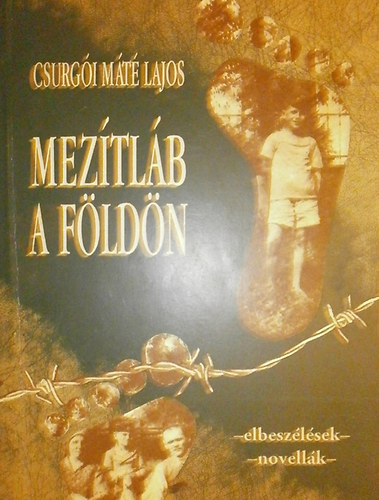 CSURGÓI MÁTÉ LAJOS
MEZÍTLÁB
A FÖLDÖN
–elbeszélések–
–novellák–